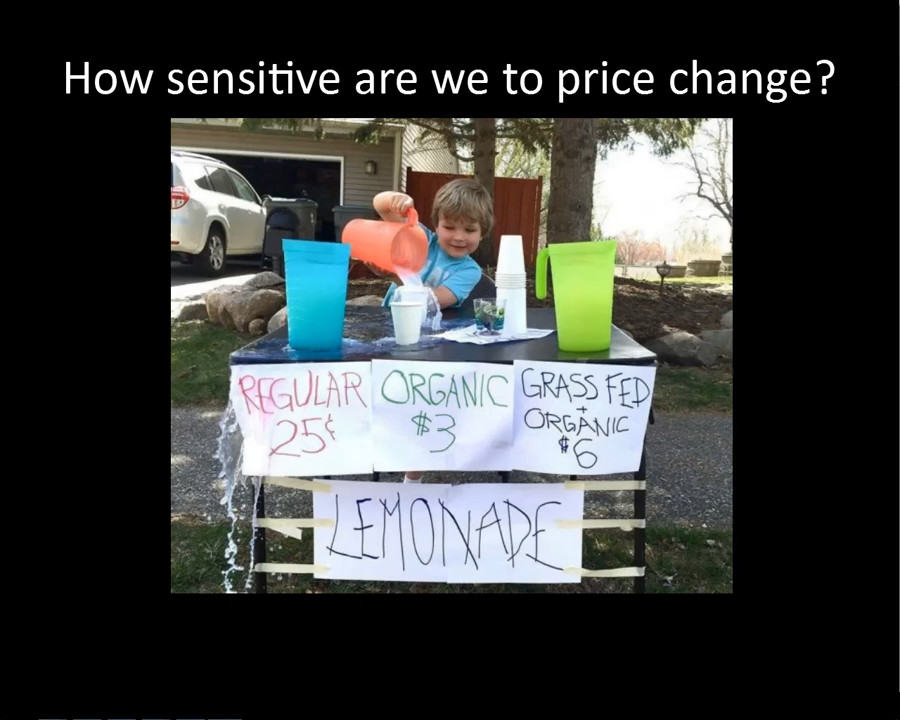 How sensitive are we to price change?
REGULAR
25¢
ORGANIC
$3
GRASS FED
+
ORGANIC
$6
LEMONADE